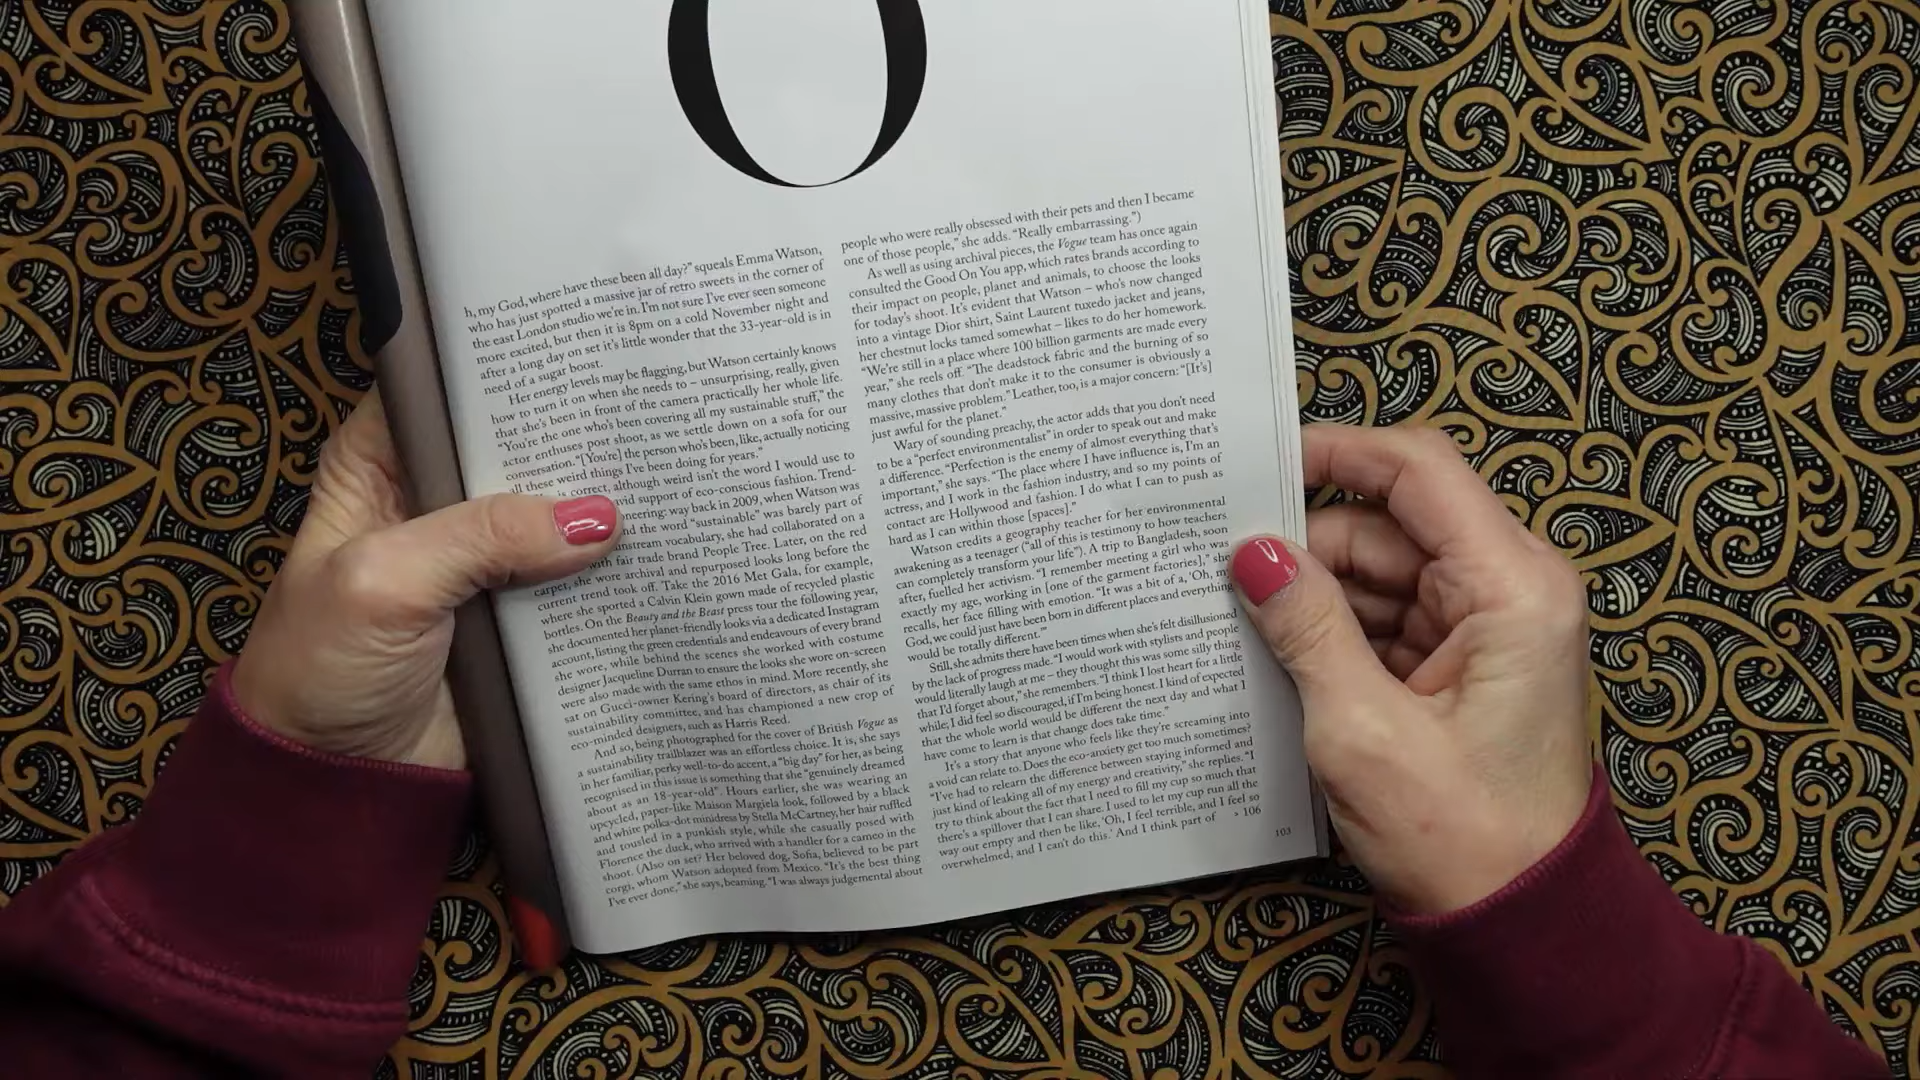 O
h, my God, where have these been all day?” squeals Emma Watson,
who has just spotted a massive jar of retro sweets in the corner of
the east London studio we’re in. I’m not sure I’ve ever seen someone
more excited, but then it is 8pm on a cold November night and
after a long day on set it’s little wonder that the 33-year-old is in
need of a sugar boost.
Her energy levels may be flagging, but Watson certainly knows
how to turn it on when she needs to – unsurprising, really, given
that she’s been in front of the camera practically her whole life.
“You’re the one who’s been covering all my sustainable stuff,” the
actor enthuses post shoot, as we settle down on a sofa for our
conversation. “[You’re] the person who’s been, like, actually noticing
all these weird things I’ve been doing for years.”
is correct, although weird isn’t the word I would use to
support of eco-conscious fashion. Trend-
way back in 2009, when Watson was
and the word “sustainable” was barely part of
vocabulary, she had collaborated on a
with fair trade brand People Tree. Later, on the red
carpet, she wore archival and repurposed looks long before the
current trend took off. Take the 2016 Met Gala, for example,
where she sported a Calvin Klein gown made of recycled plastic
bottles. On the Beauty and the Beast press tour the following year,
she documented her planet-friendly looks via a dedicated Instagram
account, listing the green credentials and endeavours of every brand
she wore, while behind the scenes she worked with costume
designer Jacqueline Durran to ensure the looks she wore on-screen
were also made with the same ethos in mind. More recently, she
sat on Gucci-owner Kering’s board of directors, as chair of its
sustainability committee, and has championed a new crop of
eco-minded designers, such as Harris Reed.
And so, being photographed for the cover of British Vogue as
a sustainability trailblazer was an effortless choice. It is, she says
in her familiar, perky well-to-do accent, a “big day” for her, as being
recognised in this issue is something that she “genuinely dreamed
about as an 18-year-old”. Hours earlier, she was wearing an
upcycled, paper-like Maison Margiela look, followed by a black
and white polka-dot minidress by Stella McCartney, her hair ruffled
and tousled in a punkish style, while she casually posed with
Florence the duck, who arrived with a handler for a cameo in the
shoot. (Also on set? Her beloved dog, Sofia, believed to be part
corgi, whom Watson adopted from Mexico. “It’s the best thing
I’ve ever done,” she says, beaming. “I was always judgemental about
people who were really obsessed with their pets and then I became
one of those people,” she adds. “Really embarrassing.”)
As well as using archival pieces, the Vogue team has once again
consulted the Good On You app, which rates brands according to
their impact on people, planet and animals, to choose the looks
for today’s shoot. It’s evident that Watson – who’s now changed
into a vintage Dior shirt, Saint Laurent tuxedo jacket and jeans,
her chestnut locks tamed somewhat – likes to do her homework.
“We’re still in a place where 100 billion garments are made every
year,” she reels off. “The deadstock fabric and the burning of so
many clothes that don’t make it to the consumer is obviously a
massive, massive problem.” Leather, too, is a major concern: “[It’s]
just awful for the planet.”
Wary of sounding preachy, the actor adds that you don’t need
to be a “perfect environmentalist” in order to speak out and make
a difference. “Perfection is the enemy of almost everything that’s
important,” she says. “The place where I have influence is, I’m an
actress, and I work in the fashion industry, and so my points of
contact are Hollywood and fashion. I do what I can to push as
hard as I can within those [spaces].”
Watson credits a geography teacher for her environmental
awakening as a teenager (“all of this is testimony to how teachers
can completely transform your life”). A trip to Bangladesh, soon
after, fuelled her activism. “I remember meeting a girl who was
exactly my age, working in [one of the garment factories],” she
recalls, her face filling with emotion. “It was a bit of a, ‘Oh, my
God, we could just have been born in different places and everything
would be totally different.’”
Still, she admits there have been times when she’s felt disillusioned
by the lack of progress made. “I would work with stylists and people
would literally laugh at me – they thought this was some silly thing
that I’d forget about,” she remembers. “I think I lost heart for a little
while; I did feel so discouraged, if I’m being honest. I kind of expected
that the whole world would be different the next day and what I
have come to learn is that change does take time.”
It’s a story that anyone who feels like they’re screaming into
a void can relate to. Does the eco-anxiety get too much sometimes?
“I’ve had to relearn the difference between staying informed and
just kind of leaking all of my energy and creativity,” she replies. “I
try to think about the fact that I need to fill my cup so much that
there’s a spillover that I can share. I used to let my cup run all the
way out empty and then be like, ‘Oh, I feel terrible, and I feel so
overwhelmed, and I can’t do this.’ And I think part of » 106
103